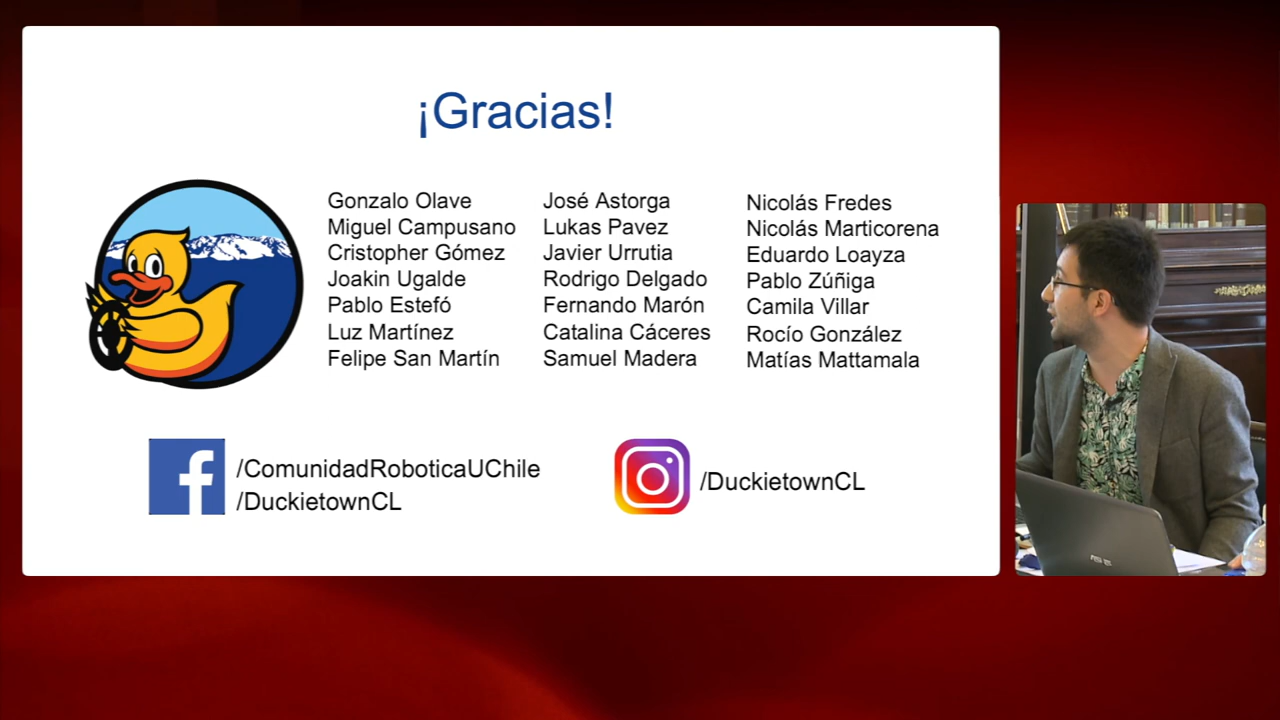 ¡Gracias!
Gonzalo Olave
Miguel Campusano
Cristopher Gómez
Joakin Ugalde
Pablo Estefó
Luz Martínez
Felipe San Martín
José Astorga
Lukas Pavez
Javier Urrutia
Rodrigo Delgado
Fernando Marón
Catalina Cáceres
Samuel Madera
Nicolás Fredes
Nicolás Marticorena
Eduardo Loayza
Pablo Zúñiga
Camila Villar
Rocío González
Matías Mattamala
/ComunidadRoboticaUChile
/DuckietownCL
/DuckietownCL
ASUS